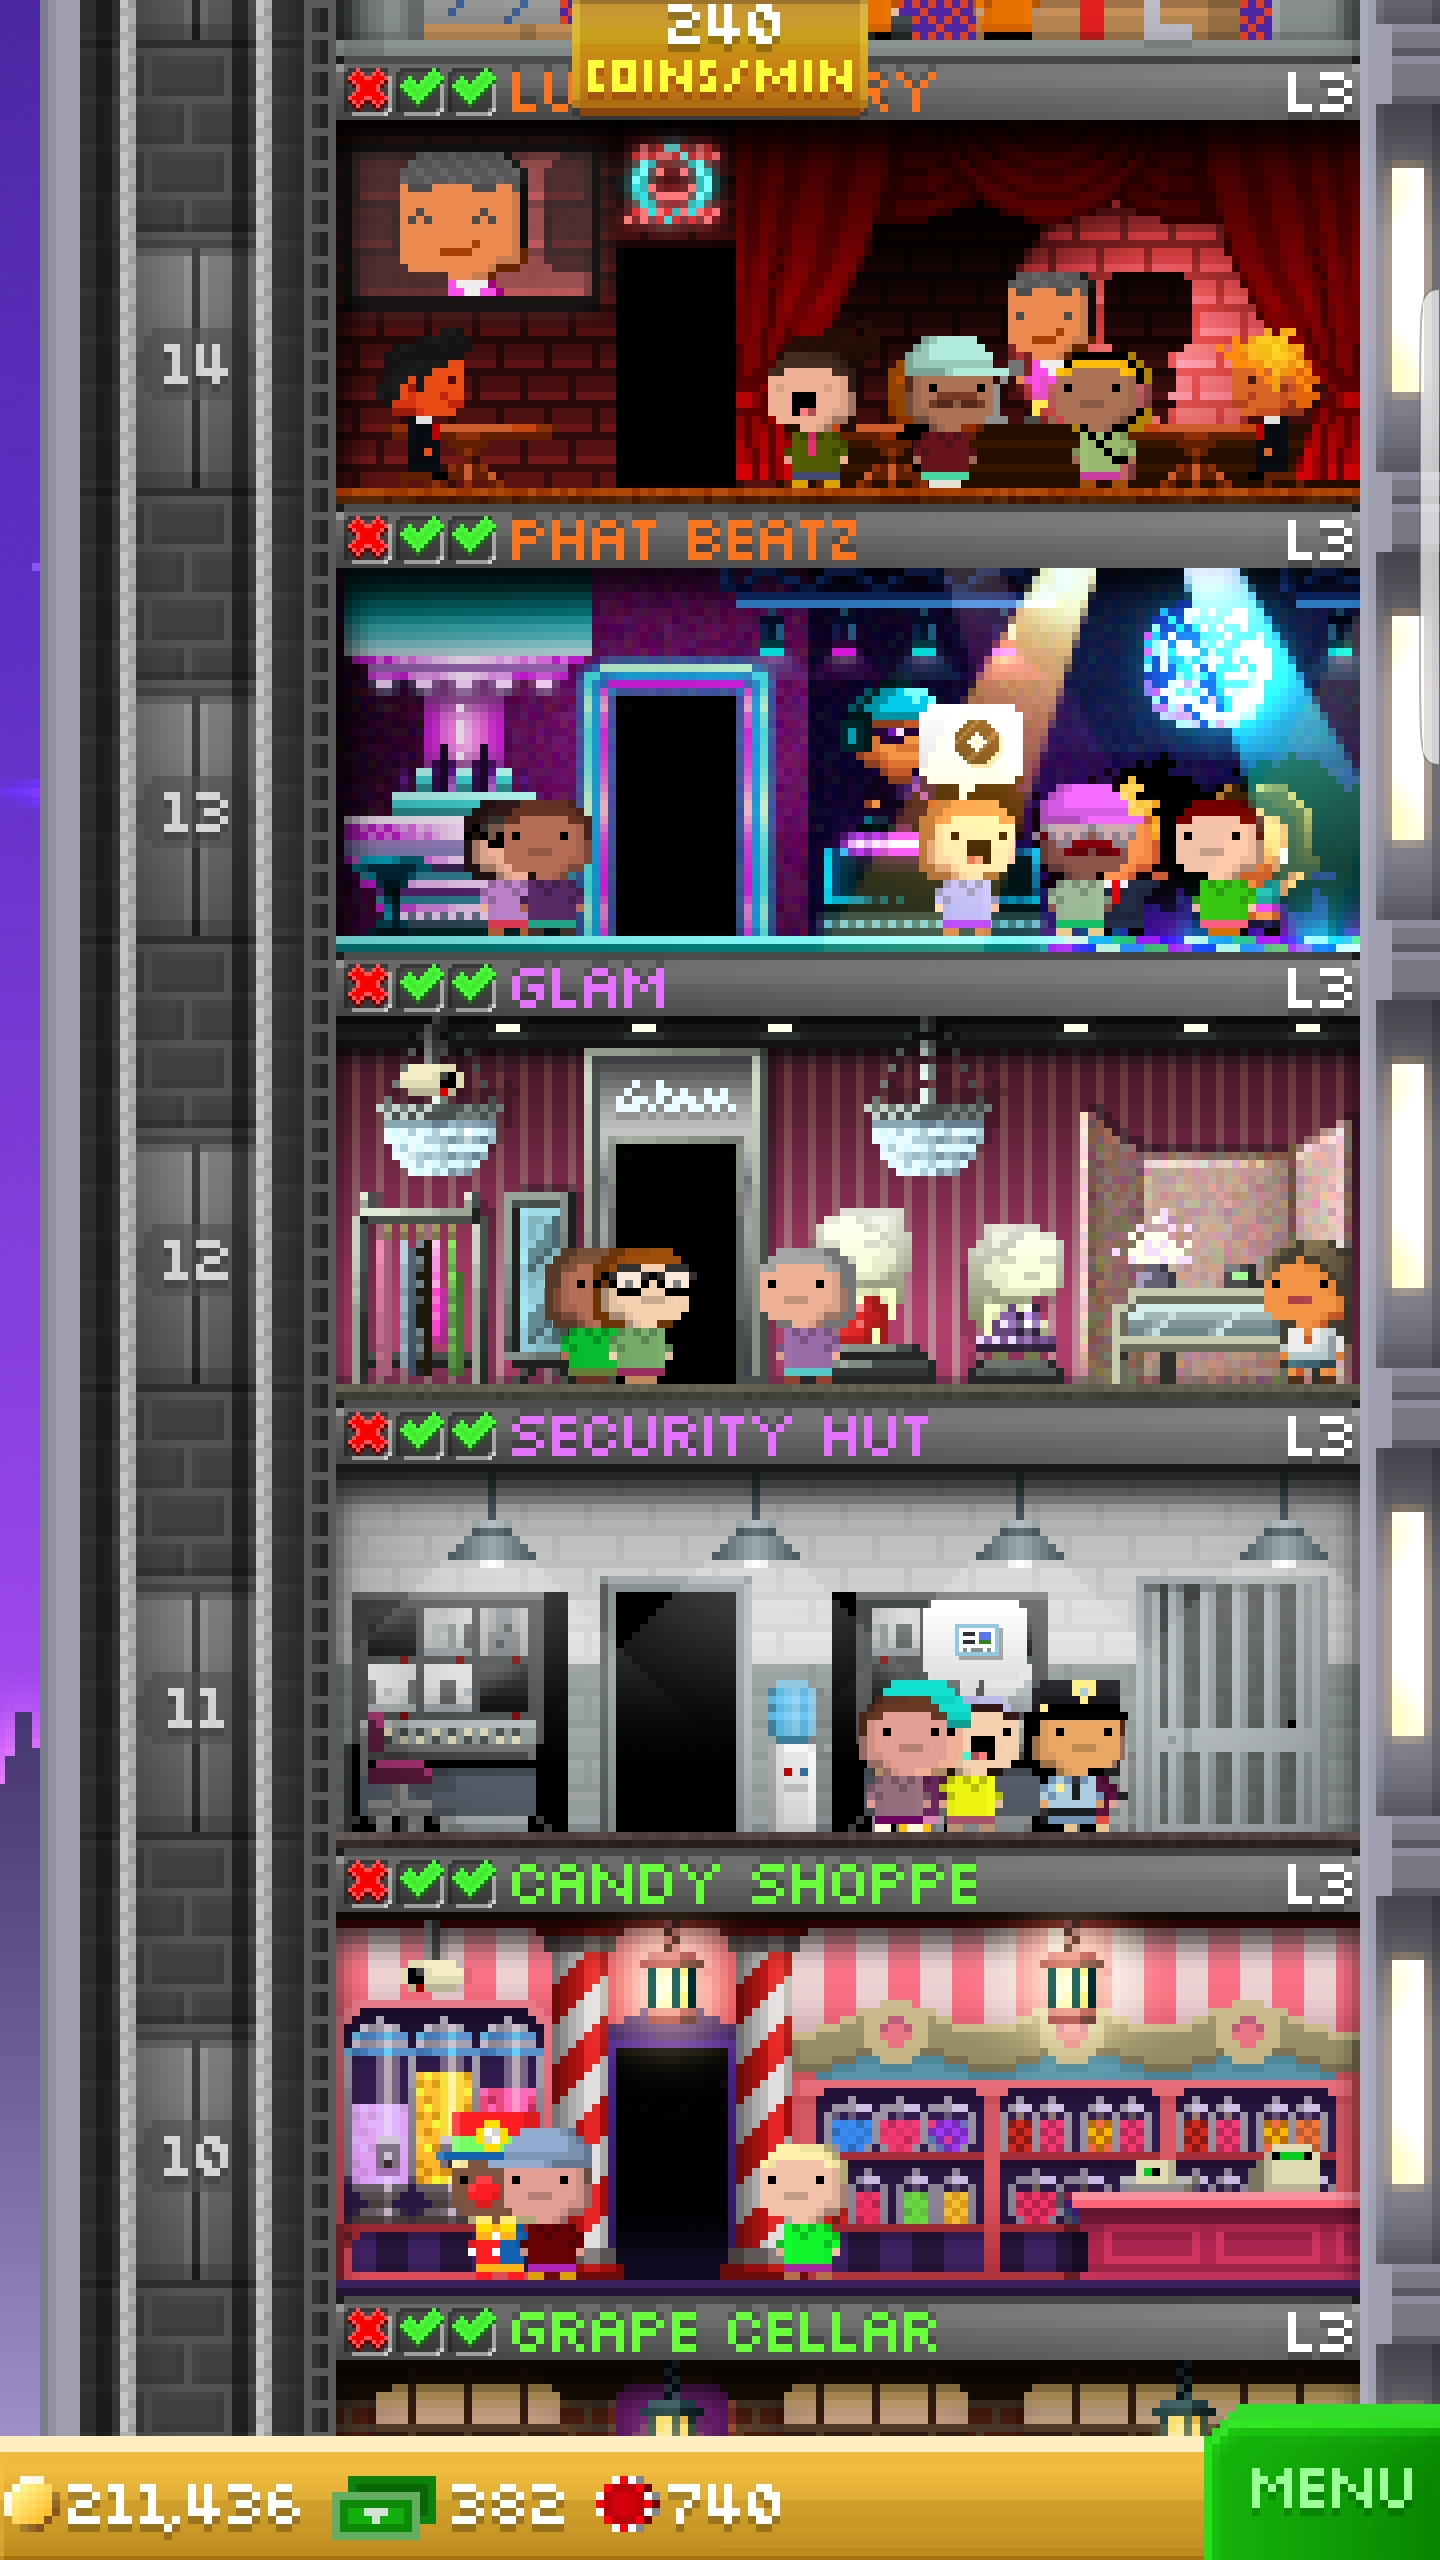 240
COINS/MIN
LU RY L3
14
PHAT BEATZ L3
13
GLAM L3
Glam
12
SECURITY HUT L3
11
CANDY SHOPPE L3
10
GRAPE CELLAR L3
211,436 382 740
MENU